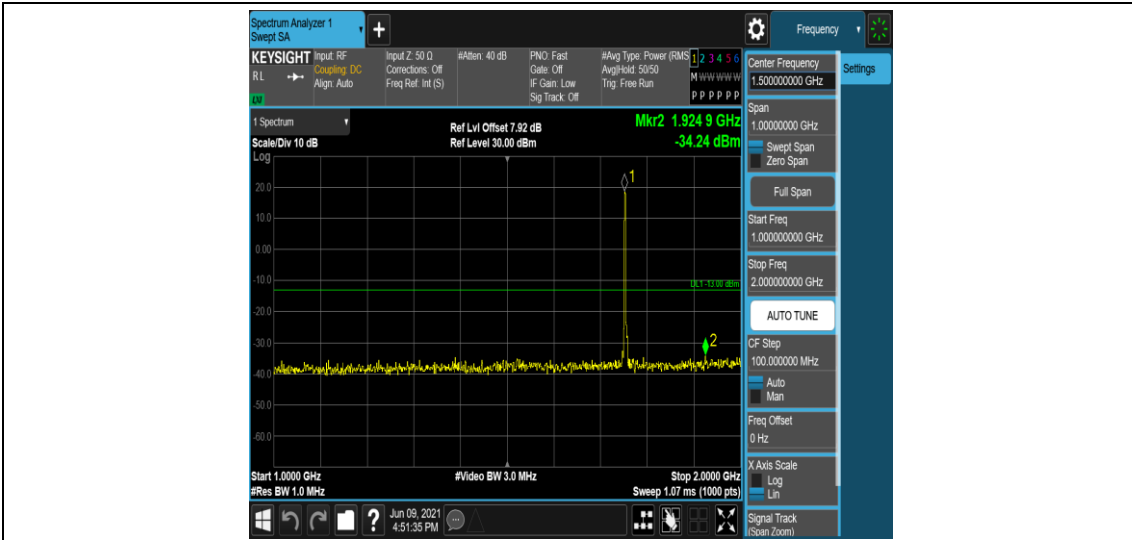 Spectrum Analyzer 1
Swept SA
+
Frequency
KEYSIGHT
RL
LXI
Input: RF
Coupling: DC
Align: Auto
Input Z: 50 Ω
Corrections: Off
Freq Ref: Int (S)
#Atten: 40 dB
PNO: Fast
Gate: Off
IF Gain: Low
Sig Track: Off
#Avg Type: Power (RMS
Avg|Hold: 50/50
Trig: Free Run
1 2 3 4 5 6
M W W W W W
P P P P P P
1 Spectrum
Scale/Div 10 dB
Ref Lvl Offset 7.92 dB
Ref Level 30.00 dBm
Mkr2 1.924 9 GHz
-34.24 dBm
Log
20.0
10.0
0.00
-10.0
-20.0
-30.0
-40.0
-50.0
-60.0
1
DL1 -13.00 dBm
2
Start 1.0000 GHz
#Res BW 1.0 MHz
#Video BW 3.0 MHz
Stop 2.0000 GHz
Sweep 1.07 ms (1000 pts)
Center Frequency
1.50000000 GHz
Settings
Span
1.00000000 GHz
Swept Span
Zero Span
Full Span
Start Freq
1.000000000 GHz
Stop Freq
2.000000000 GHz
AUTO TUNE
CF Step
100.000000 MHz
Auto
Man
Freq Offset
0 Hz
X Axis Scale
Log
Lin
Signal Track
(Span Zoom)
?
Jun 09, 2021
4:51:35 PM